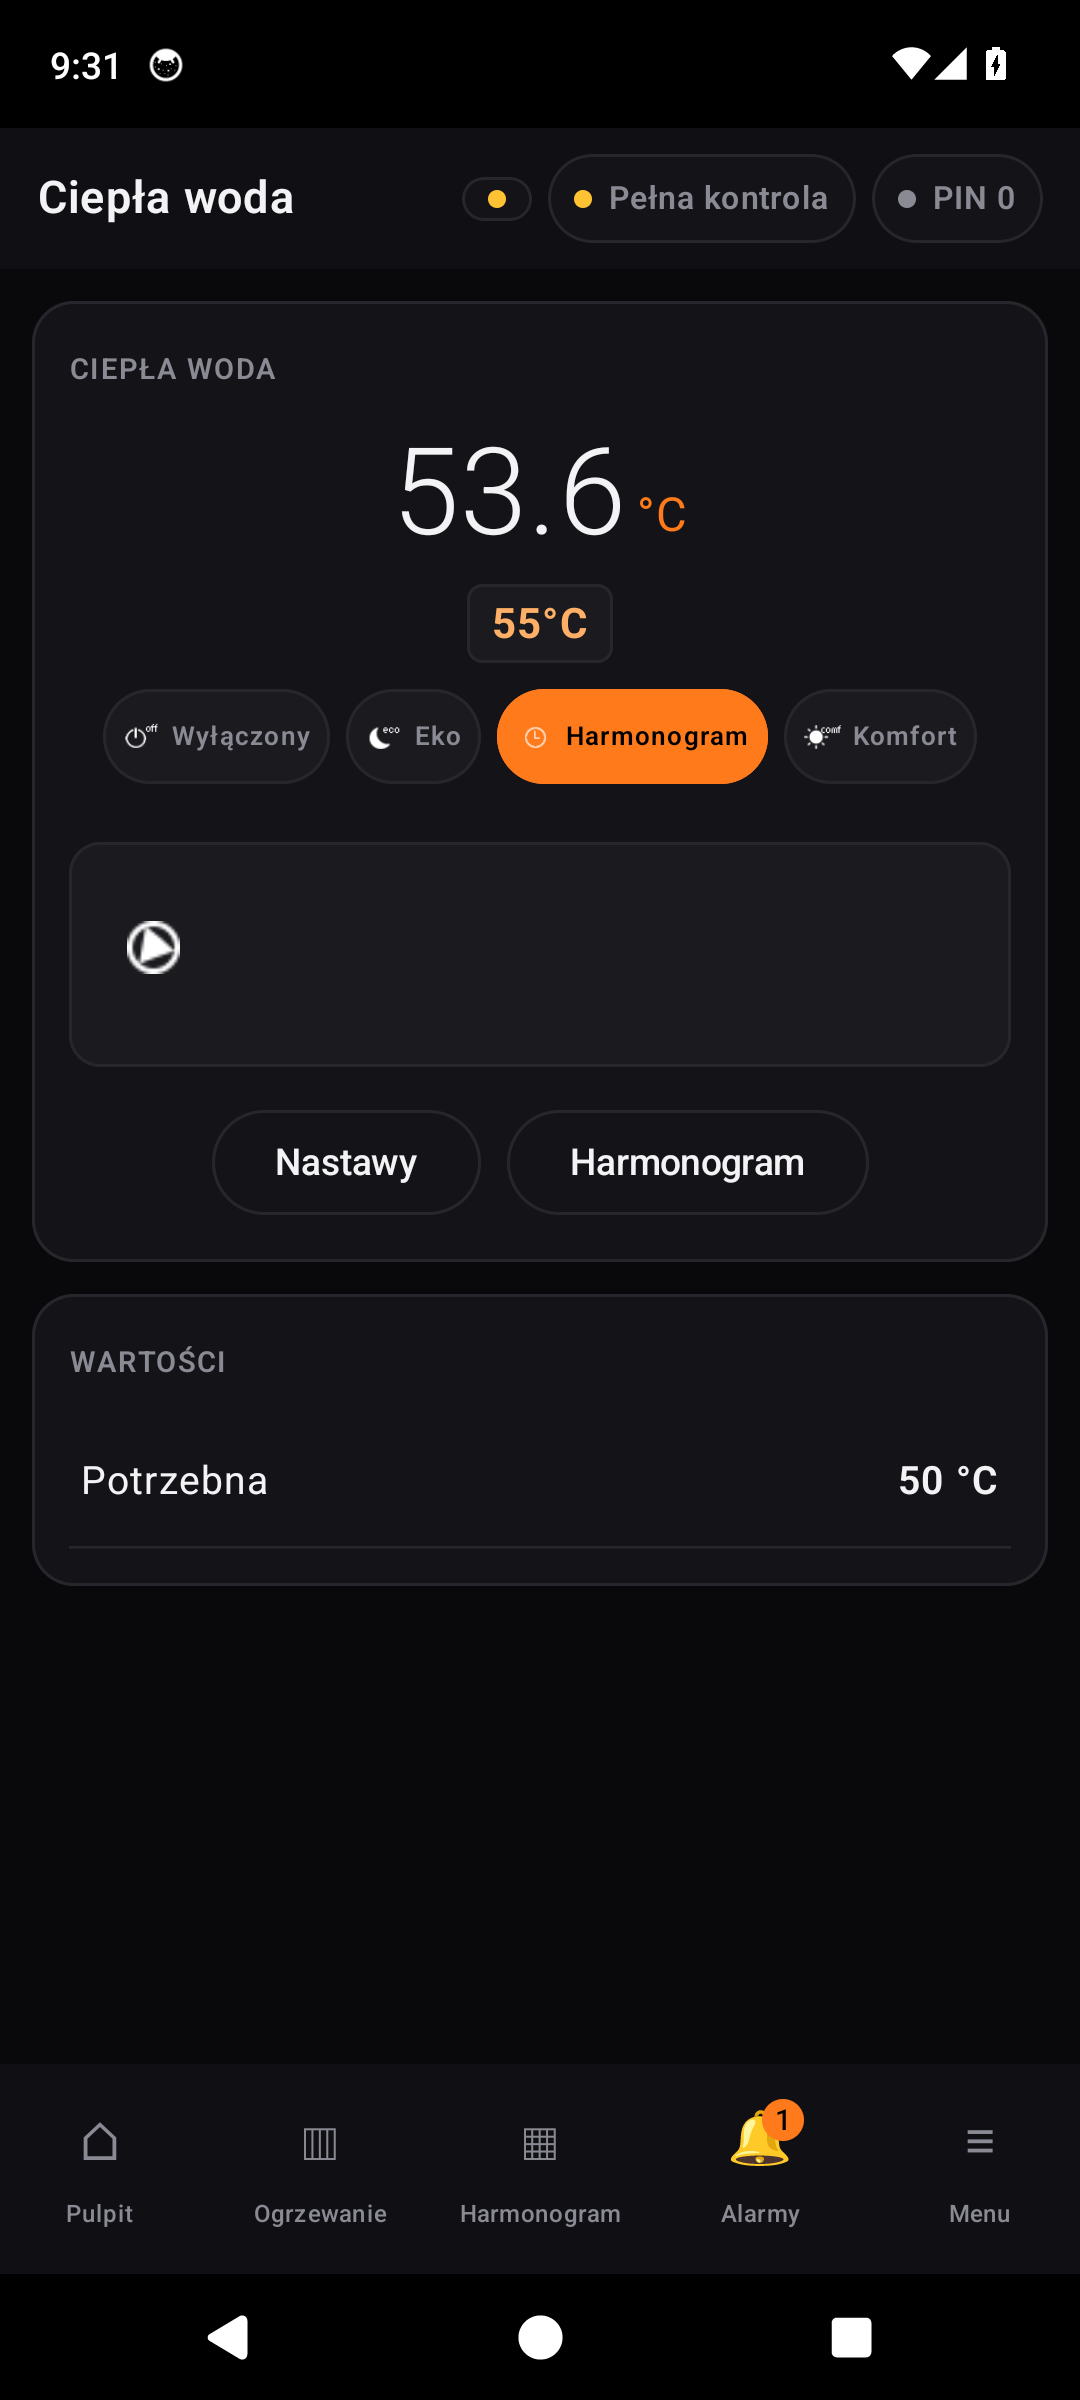 9:31
Ciepła woda
Pełna kontrola
PIN 0
CIEPŁA WODA
53.6 °C
55°C
off Wyłączony
eco Eko
Harmonogram
comf Komfort
Nastawy
Harmonogram
WARTOŚCI
Potrzebna 50 °C
1
Pulpit
Ogrzewanie
Harmonogram
Alarmy
Menu